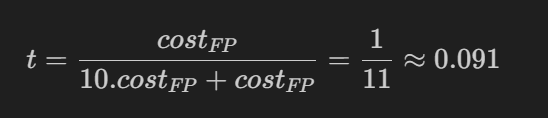 t = cost_FP / (10.cost_FP + cost_FP) = 1/11 ≈ 0.091